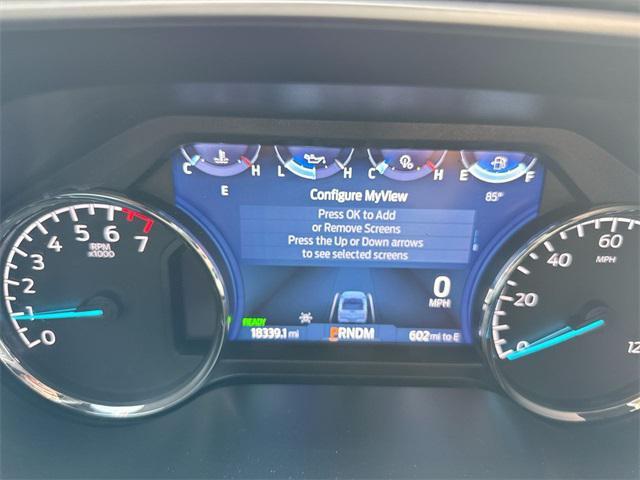 C H L H C H E F
E
Configure MyView
85°F
Press OK to Add
or Remove Screens
Press the Up or Down arrows
to see selected screens
0
MPH
READY
18339.1 mi
PRNDM
602 mi to E
0 1 2 3 4 5 6 7
RPM
x1000
0 20 40 60
MPH
12